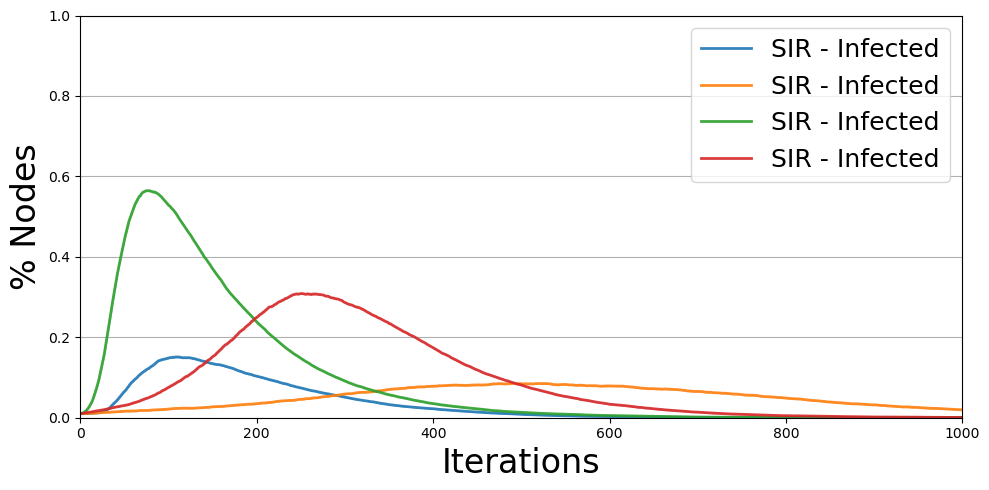 1.0
0.8
0.6
0.4
0.2
0.0
% Nodes
SIR - Infected
SIR - Infected
SIR - Infected
SIR - Infected
0
200
400
600
800
1000
Iterations